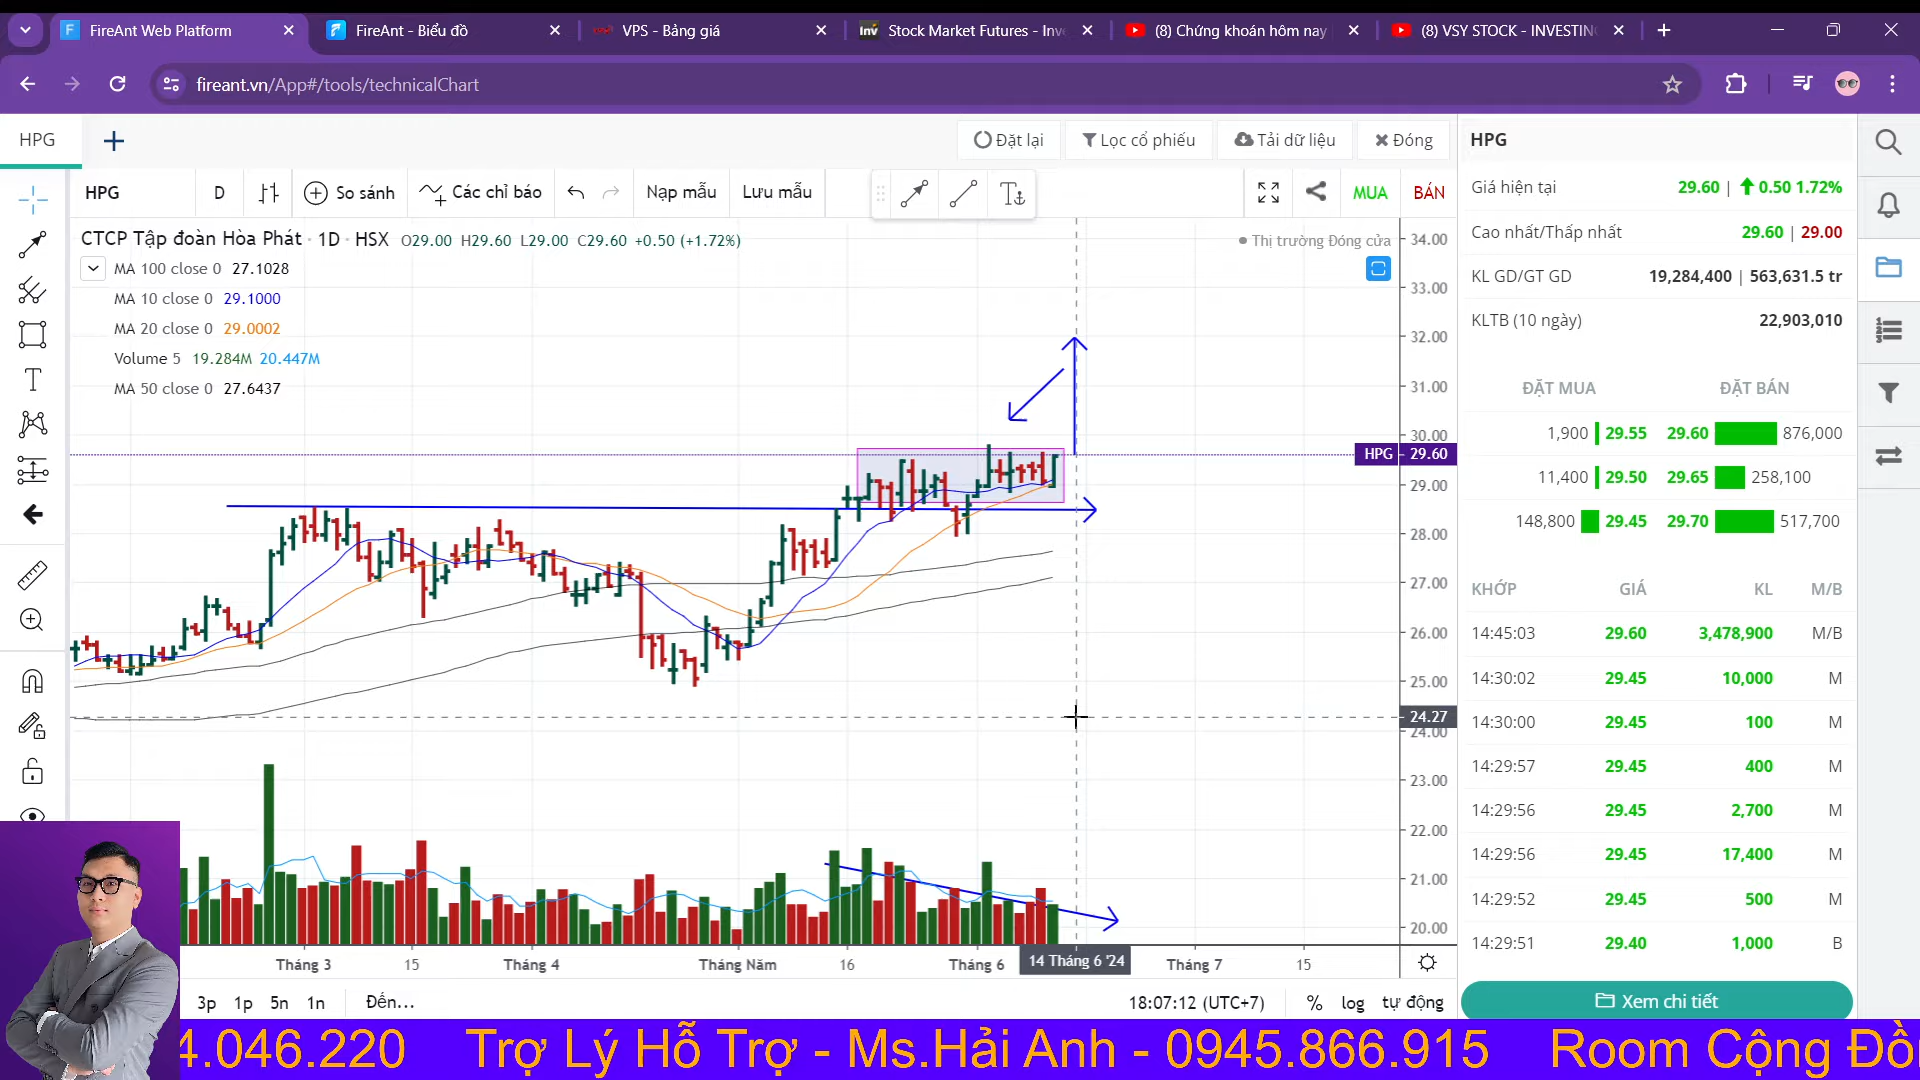 FireAnt Web Platform
FireAnt - Biểu đồ
VPS - Bảng giá
Stock Market Futures - Inve
(8) Chứng khoán hôm nay
(8) VSY STOCK - INVESTIN
fireant.vn/App#/tools/technicalChart
HPG
Đặt lại
Lọc cổ phiếu
Tải dữ liệu
Đóng
HPG
HPG
D
So sánh
Các chỉ báo
Nạp mẫu
Lưu mẫu
MUA
BÁN
CTCP Tập đoàn Hòa Phát · 1D · HSX O29.00 H29.60 L29.00 C29.60 +0.50 (+1.72%)
Thị trường Đóng cửa
MA 100 close 0 27.1028
MA 10 close 0 29.1000
MA 20 close 0 29.0002
Volume 5 19.284M 20.447M
MA 50 close 0 27.6437
34.00
33.00
32.00
31.00
30.00
HPG 29.60
29.00
28.00
27.00
26.00
25.00
24.27
24.00
23.00
22.00
21.00
20.00
Tháng 3
15
Tháng 4
Tháng Năm
16
Tháng 6
14 Tháng 6 '24
Tháng 7
15
3p 1p 5n 1n
Đến...
18:07:12 (UTC+7)
% log tự động
Giá hiện tại 29.60 | 0.50 1.72%
Cao nhất/Thấp nhất 29.60 | 29.00
KL GD/GT GD 19,284,400 | 563,631.5 tr
KLTB (10 ngày) 22,903,010
ĐẶT MUA ĐẶT BÁN
1,900 29.55 29.60 876,000
11,400 29.50 29.65 258,100
148,800 29.45 29.70 517,700
KHỚP GIÁ KL M/B
14:45:03 29.60 3,478,900 M/B
14:30:02 29.45 10,000 M
14:30:00 29.45 100 M
14:29:57 29.45 400 M
14:29:56 29.45 2,700 M
14:29:56 29.45 17,400 M
14:29:52 29.45 500 M
14:29:51 29.40 1,000 B
Xem chi tiết
4.046.220 Trợ Lý Hỗ Trợ - Ms.Hải Anh - 0945.866.915 Room Cộng Đồ